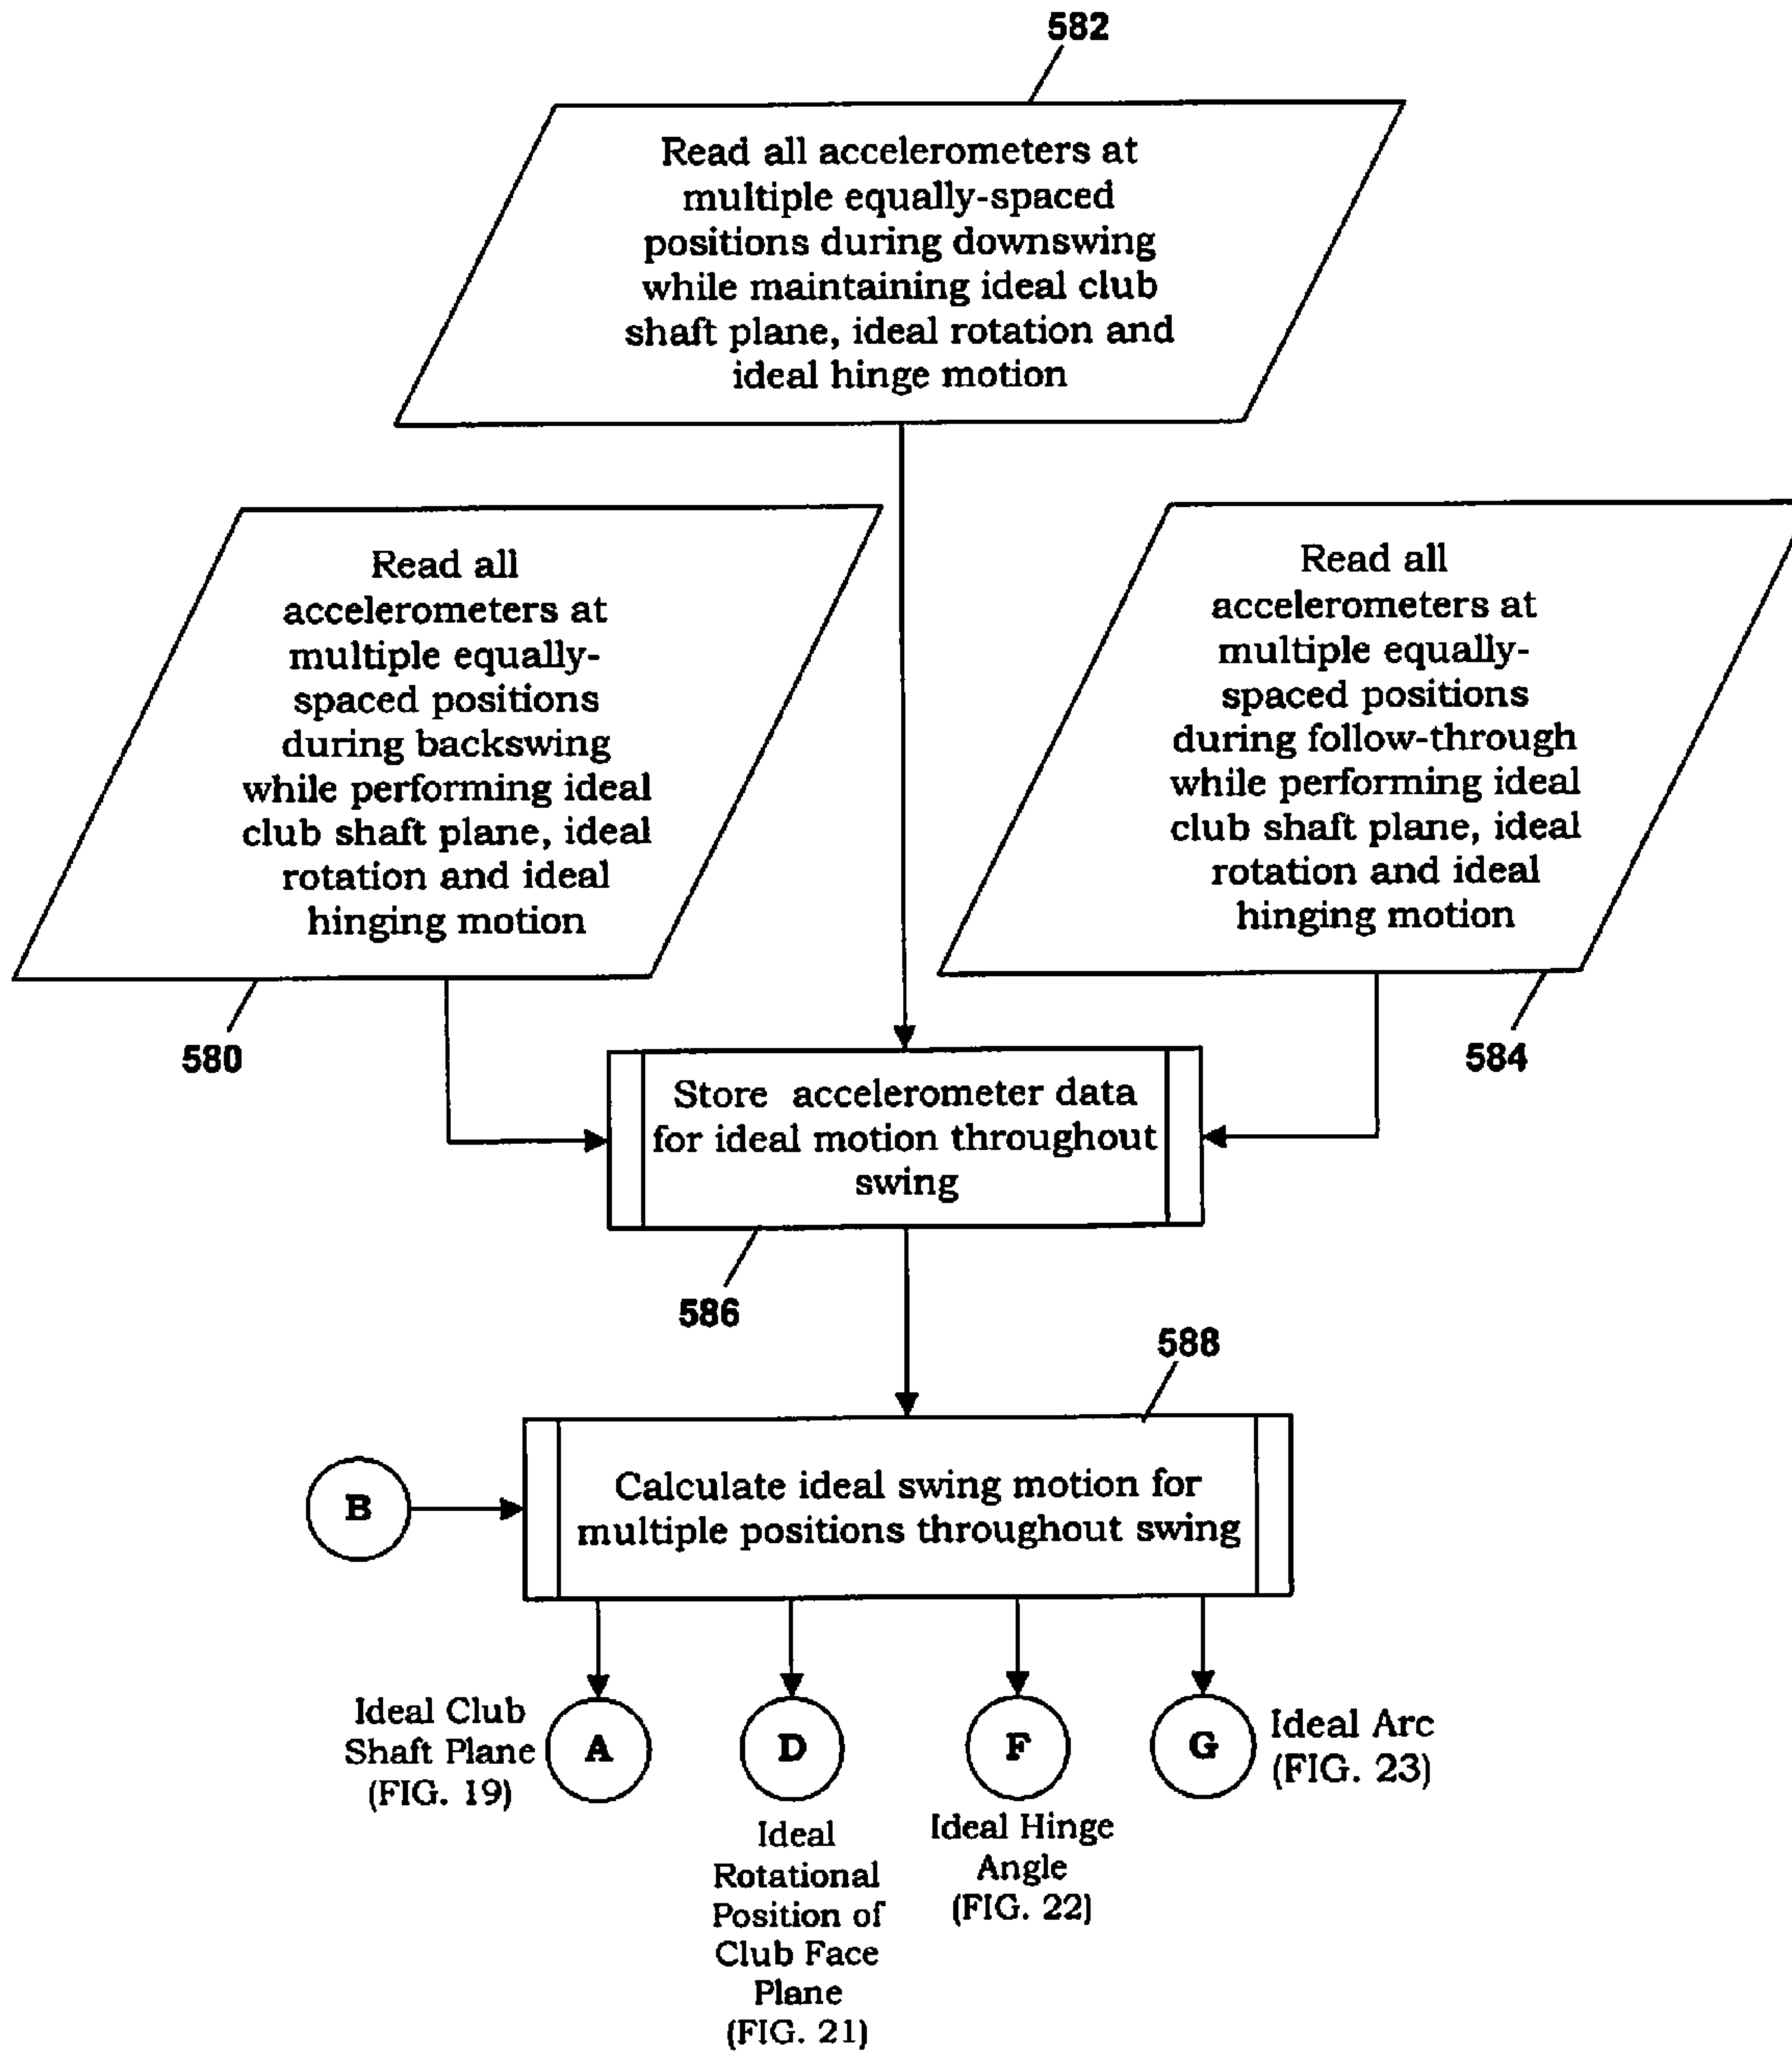 582
Read all accelerometers at
multiple equally-spaced
positions during downswing
while maintaining ideal club
shaft plane, ideal rotation and
ideal hinge motion
Read all
accelerometers at
multiple equally-
spaced positions
during backswing
while performing ideal
club shaft plane, ideal
rotation and ideal
hinging motion
580
Read all
accelerometers at
multiple equally-
spaced positions
during follow-through
while performing ideal
club shaft plane, ideal
rotation and ideal
hinging motion
584
Store accelerometer data
for ideal motion throughout
swing
586
588
B
Calculate ideal swing motion for
multiple positions throughout swing
Ideal Club
Shaft Plane
(FIG. 19)
A
D
Ideal
Rotational
Position of
Club Face
Plane
(FIG. 21)
F
Ideal Hinge
Angle
(FIG. 22)
G
Ideal Arc
(FIG. 23)